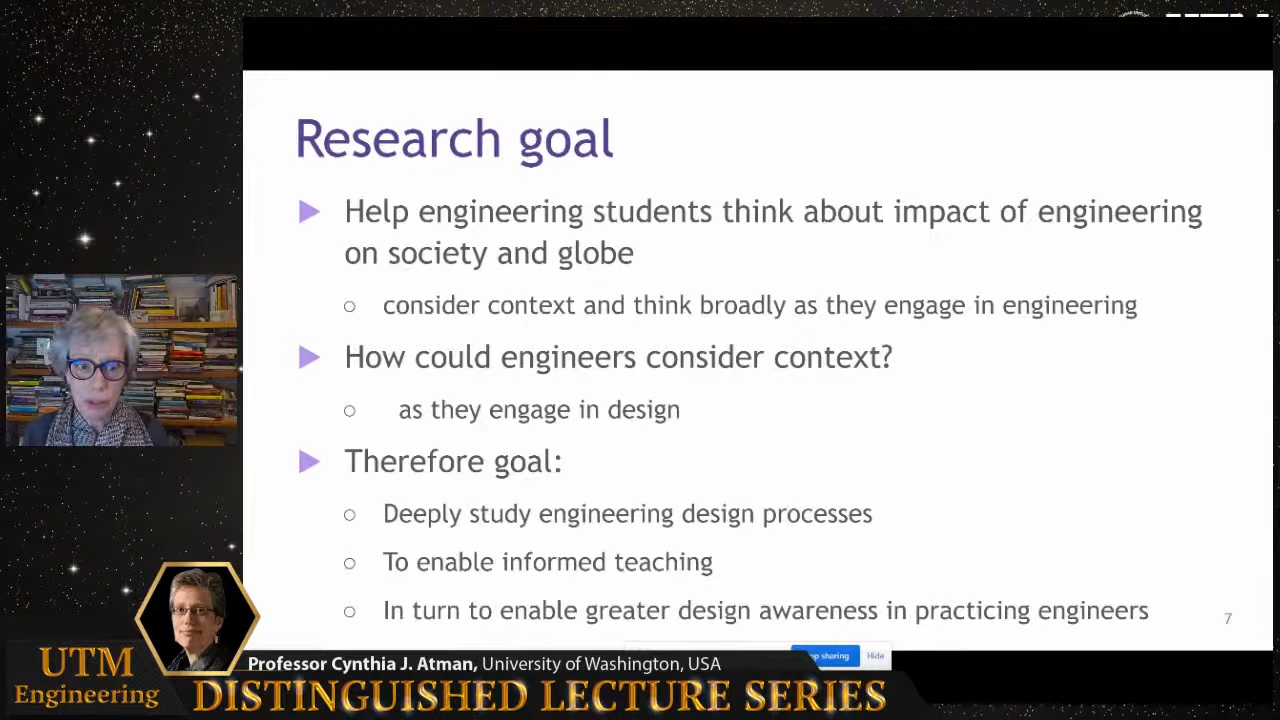 Research goal
Help engineering students think about impact of engineering
on society and globe
consider context and think broadly as they engage in engineering
How could engineers consider context?
as they engage in design
Therefore goal:
Deeply study engineering design processes
To enable informed teaching
In turn to enable greater design awareness in practicing engineers
7
sharing
Hide
Professor Cynthia J. Atman, University of Washington, USA
UTM
Engineering
DISTINGUISHED LECTURE SERIES